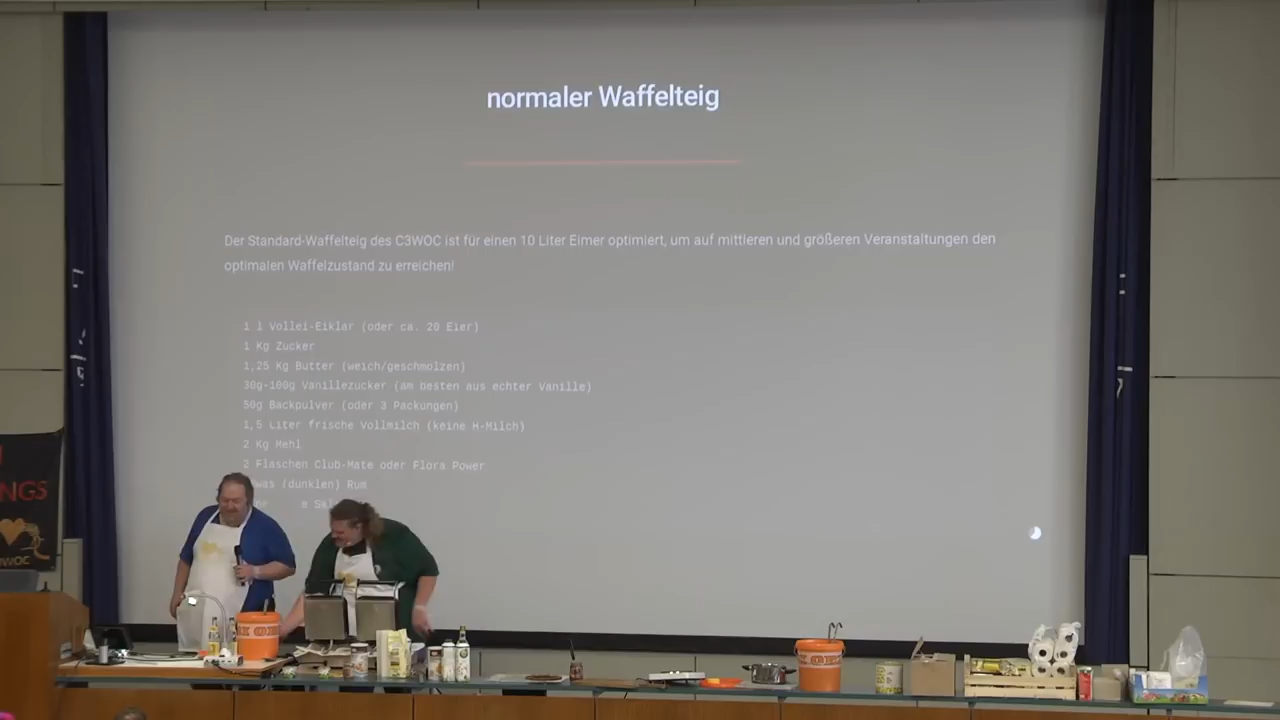 normaler Waffelteig
Der Standard-Waffelteig des C3WOC ist für einen 10 Liter Eimer optimiert, um auf mittleren und größeren Veranstaltungen den
optimalen Waffelzustand zu erreichen!
1 l Vollei-Eiklar (oder ca. 20 Eier)
1 Kg Zucker
1,25 Kg Butter (weich/geschmolzen)
30g-100g Vanillezucker (am besten aus echter Vanille)
50g Backpulver (oder 3 Packungen)
1,5 Liter frische Vollmilch (keine H-Milch)
2 Kg Mehl
2 Flaschen Club-Mate oder Flora Power
(dunklen) Rum
NGS